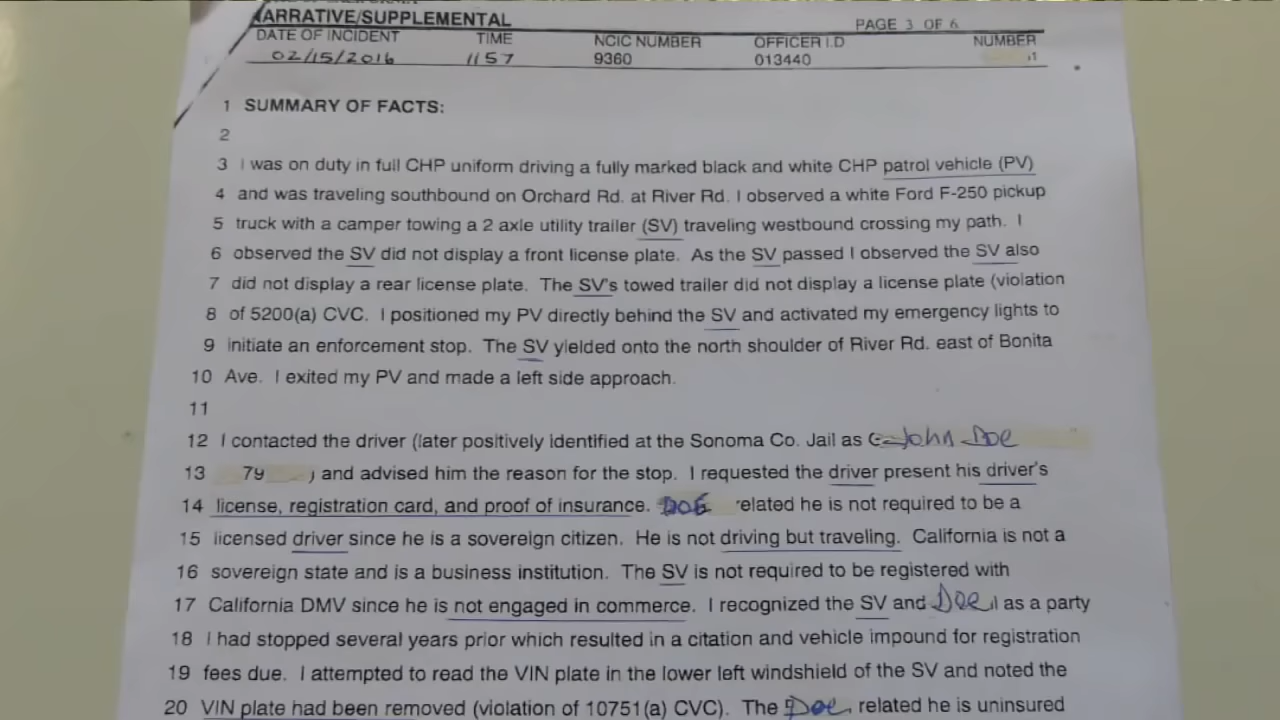 NARRATIVE/SUPPLEMENTAL PAGE 3 OF 6
DATE OF INCIDENT TIME NCIC NUMBER OFFICER I.D NUMBER
02/15/2016 1157 9360 013440
1 SUMMARY OF FACTS:
2
3 I was on duty in full CHP uniform driving a fully marked black and white CHP patrol vehicle (PV)
4 and was traveling southbound on Orchard Rd. at River Rd. I observed a white Ford F-250 pickup
5 truck with a camper towing a 2 axle utility trailer (SV) traveling westbound crossing my path. I
6 observed the SV did not display a front license plate. As the SV passed I observed the SV also
7 did not display a rear license plate. The SV's towed trailer did not display a license plate (violation
8 of 5200(a) CVC. I positioned my PV directly behind the SV and activated my emergency lights to
9 initiate an enforcement stop. The SV yielded onto the north shoulder of River Rd. east of Bonita
10 Ave. I exited my PV and made a left side approach.
11
12 I contacted the driver (later positively identified at the Sonoma Co. Jail as John Doe
13 79 ) and advised him the reason for the stop. I requested the driver present his driver's
14 license, registration card, and proof of insurance. DOE related he is not required to be a
15 licensed driver since he is a sovereign citizen. He is not driving but traveling. California is not a
16 sovereign state and is a business institution. The SV is not required to be registered with
17 California DMV since he is not engaged in commerce. I recognized the SV and Doe as a party
18 I had stopped several years prior which resulted in a citation and vehicle impound for registration
19 fees due. I attempted to read the VIN plate in the lower left windshield of the SV and noted the
20 VIN plate had been removed (violation of 10751(a) CVC). The Doe related he is uninsured